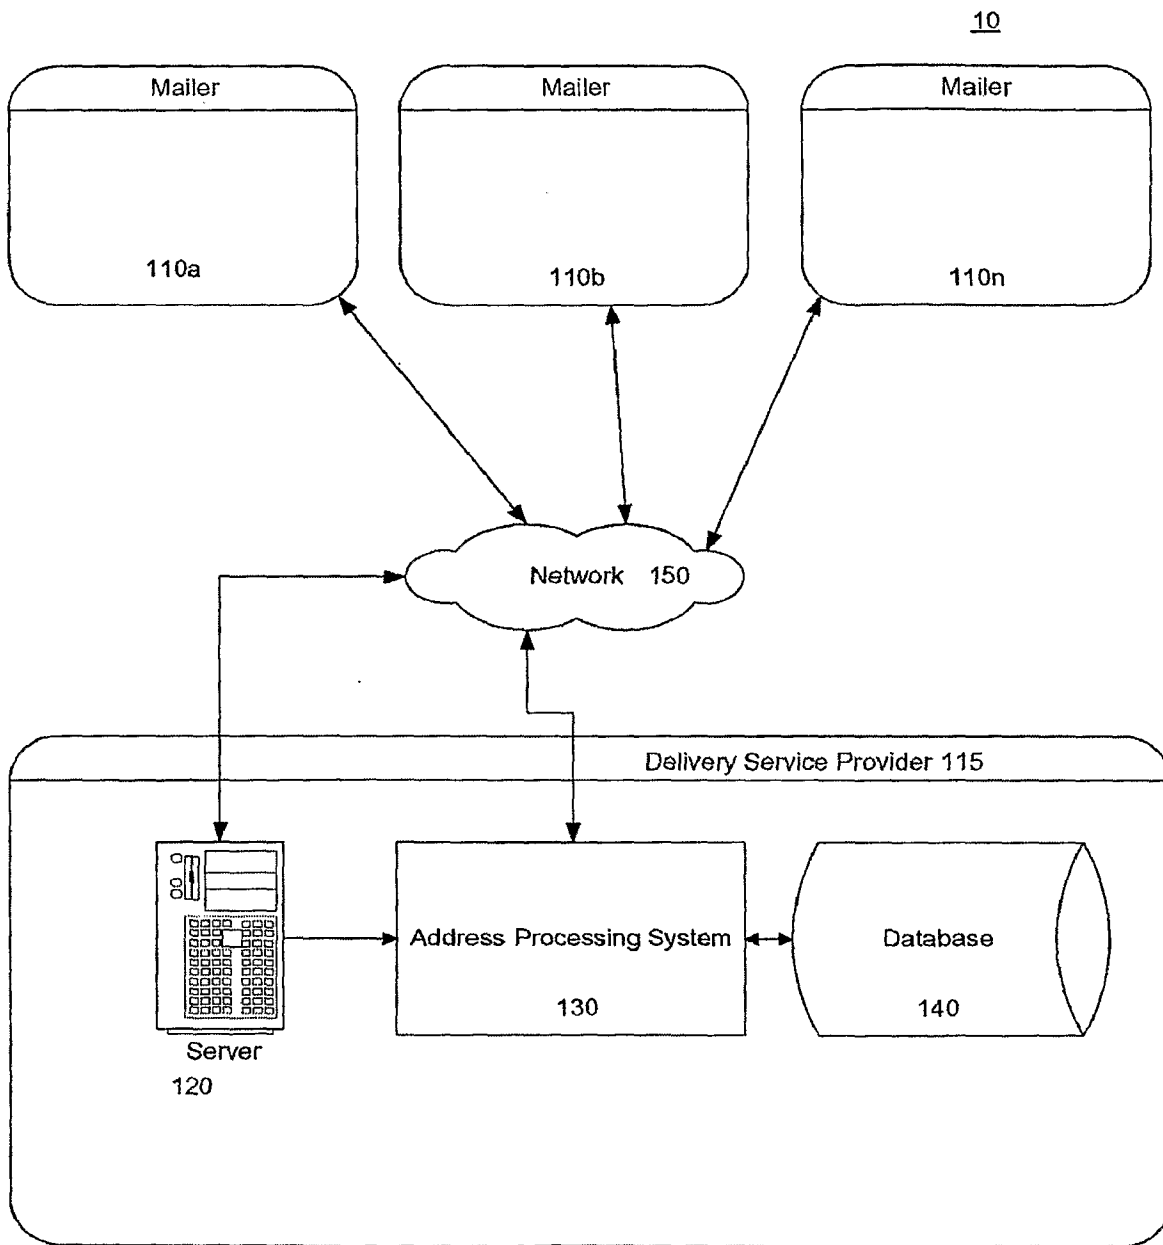 10
Mailer
110a
Mailer
110b
Mailer
110n
Network 150
Delivery Service Provider 115
Server
120
Address Processing System
130
Database
140